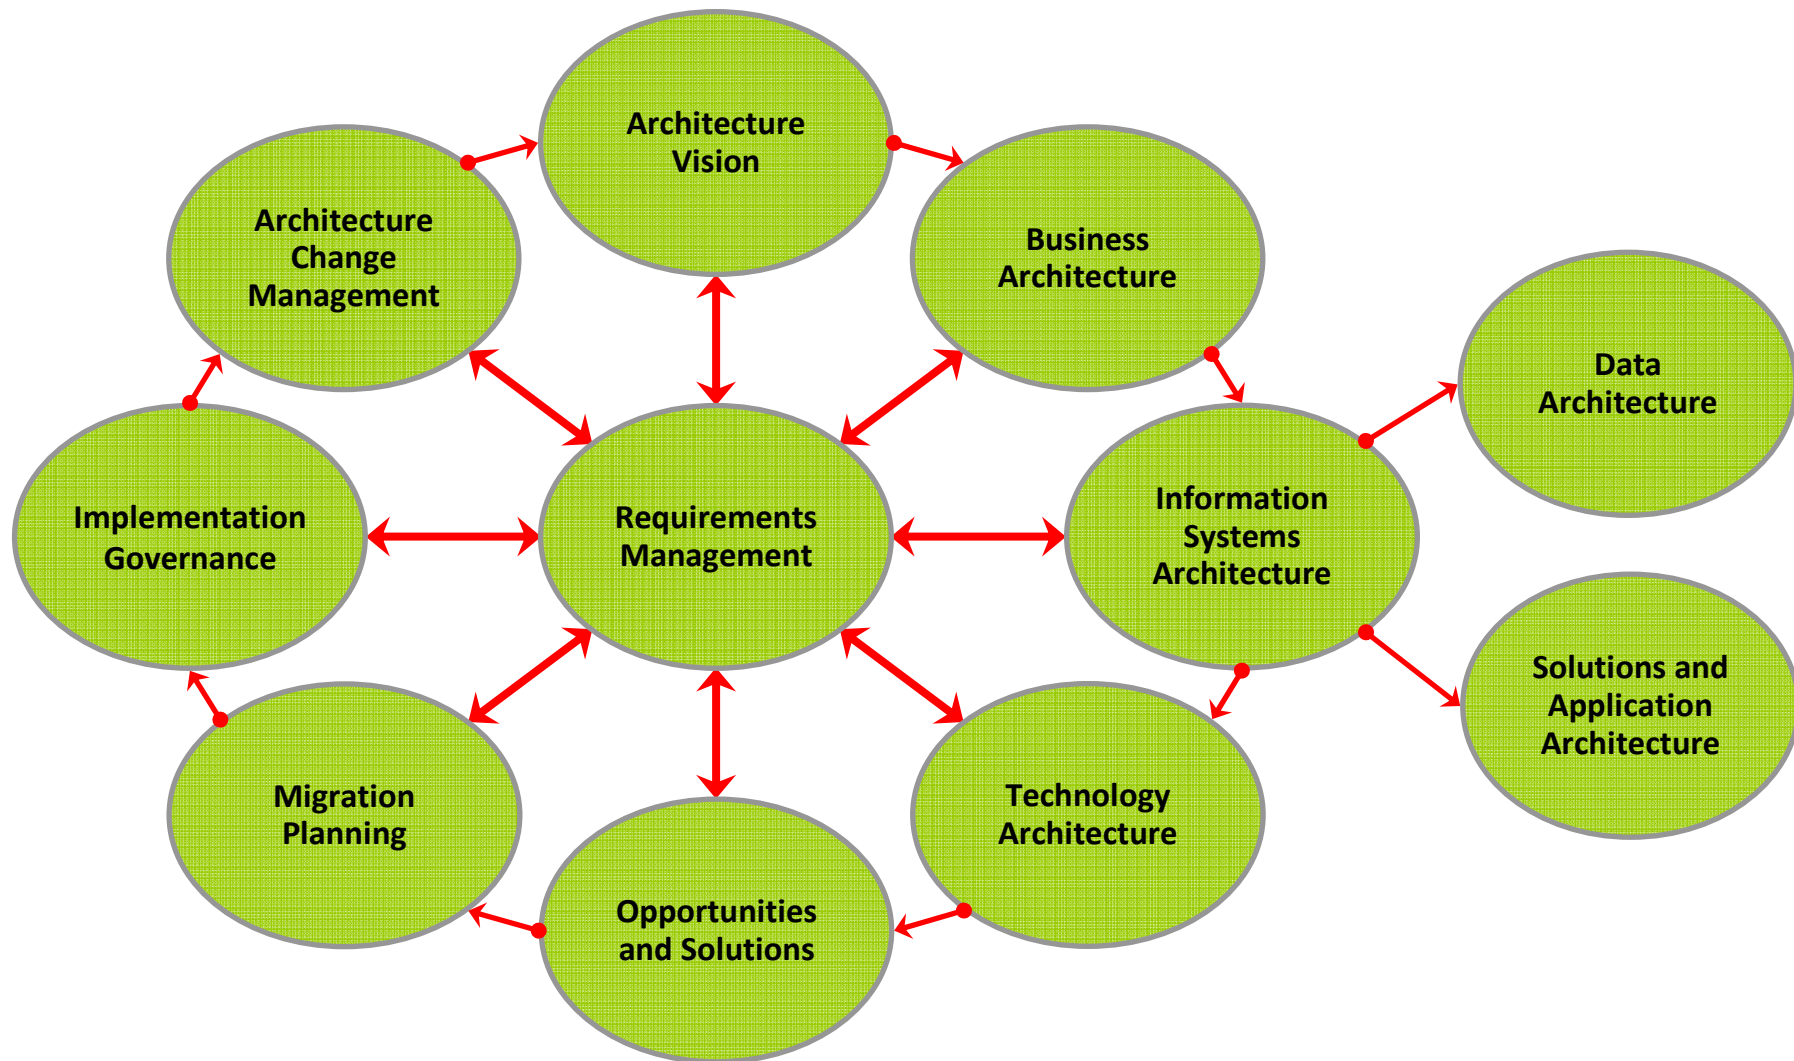 Architecture
Vision
Architecture
Change
Management
Business
Architecture
Data
Architecture
Implementation
Governance
Requirements
Management
Information
Systems
Architecture
Solutions and
Application
Architecture
Migration
Planning
Technology
Architecture
Opportunities
and Solutions